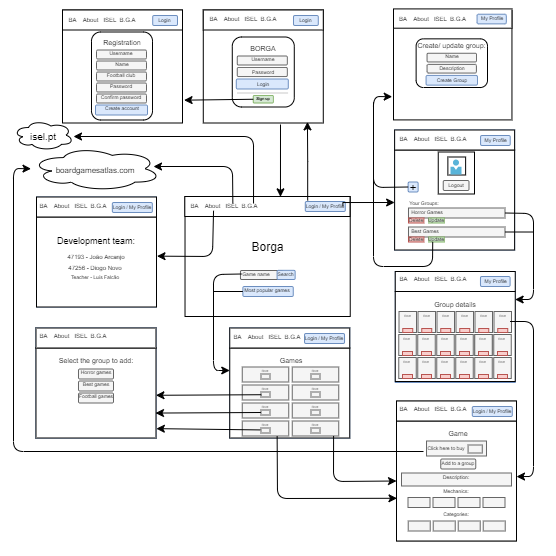 BA About ISEL B.G.A Login
Registration
Username
Name
Football club
Password
Confirm password
Create account
BA About ISEL B.G.A Login
BORGA
Username
Password
Login
Sign up
BA About ISEL B.G.A My Profile
Create/ update group:
Name
Description
Create Group
isel.pt
boardgamesatlas.com
BA About ISEL B.G.A My Profile
Logout
+
Your Groups:
Horror Games
Delete Update
Best Games
Delete Update
BA About ISEL B.G.A Login / My Profile
Development team:
47193 - João Arcanjo
47256 - Diogo Novo
Teacher - Luís Falcão
BA About ISEL B.G.A Login / My Profile
Borga
Game name Search
Most popular games
BA About ISEL B.G.A My Profile
Group details
BA About ISEL B.G.A Login / My Profile
Select the group to add:
Horror games
Best games
Football games
BA About ISEL B.G.A Login / My Profile
Games
BA About ISEL B.G.A Login / My Profile
Game
Click here to buy
Add to a group
Description:
Mechanics:
Categories: